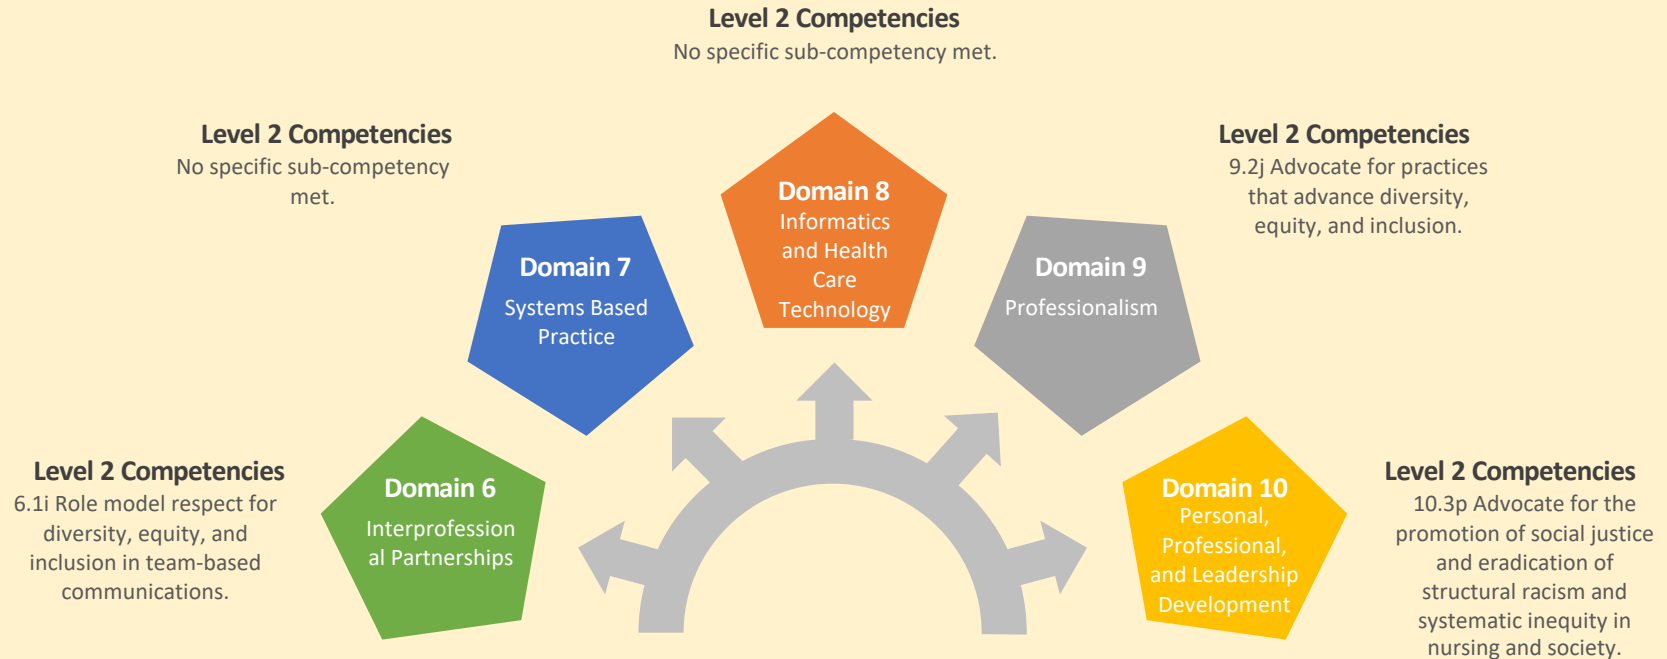 Level 2 Competencies
No specific sub-competency met.
Level 2 Competencies
No specific sub-competency
met.
Level 2 Competencies
9.2j Advocate for practices
that advance diversity,
equity, and inclusion.
Domain 8
Informatics
and Health
Care
Technology
Domain 7
Systems Based
Practice
Domain 9
Professionalism
Level 2 Competencies
6.1i Role model respect for
diversity, equity, and
inclusion in team-based
communications.
Domain 6
Interprofession
al Partnerships
Domain 10
Personal,
Professional,
and Leadership
Development
Level 2 Competencies
10.3p Advocate for the
promotion of social justice
and eradication of
structural racism and
systematic inequity in
nursing and society.